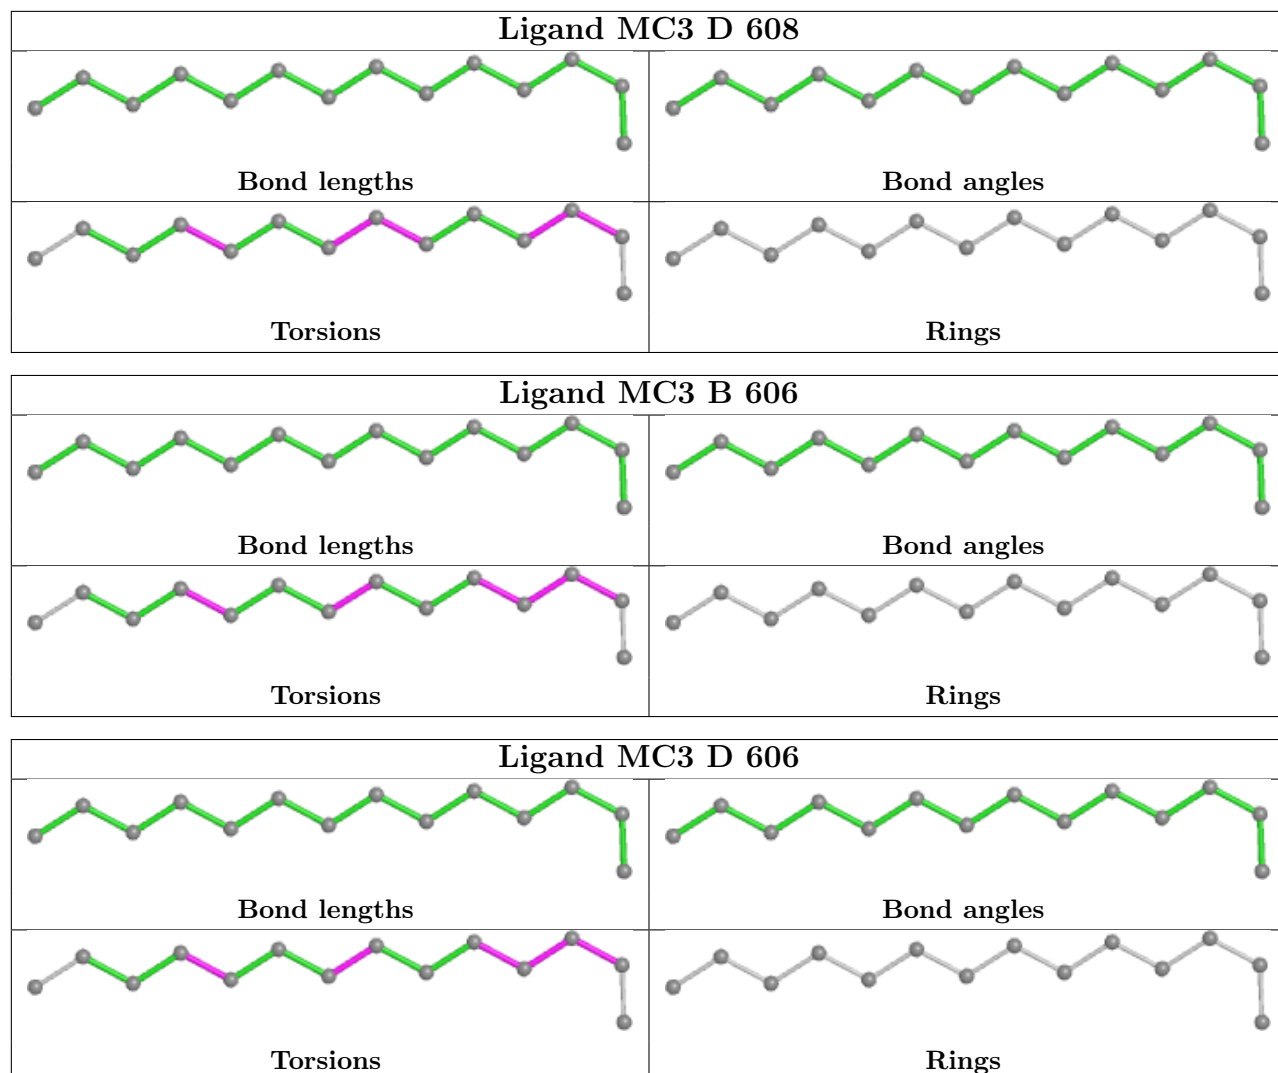 Ligand MC3 D 608
Bond lengths Bond angles
Torsions Rings
Ligand MC3 B 606
Bond lengths Bond angles
Torsions Rings
Ligand MC3 D 606
Bond lengths Bond angles
Torsions Rings